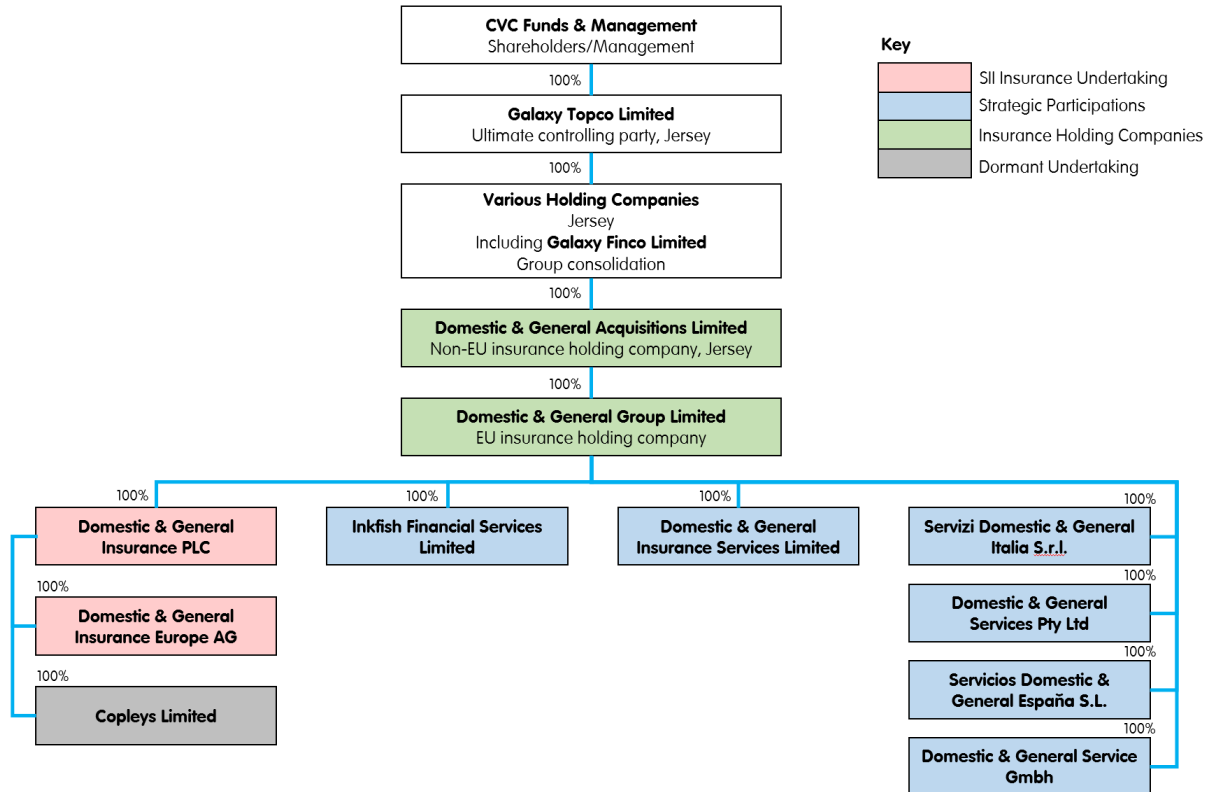 CVC Funds & Management
Shareholders/Management
Key
100%
SII Insurance Undertaking
Galaxy Topco Limited
Ultimate controlling party, Jersey
Strategic Participations
Insurance Holding Companies
100%
Dormant Undertaking
Various Holding Companies
Jersey
Including Galaxy Finco Limited
Group consolidation
100%
Domestic & General Acquisitions Limited
Non-EU insurance holding company, Jersey
100%
Domestic & General Group Limited
EU insurance holding company
100%
100%
100%
100%
Domestic & General
Insurance PLC
Inkfish Financial Services
Limited
Domestic & General
Insurance Services Limited
Servizi Domestic & General
Italia S.r.l.
100%
Domestic & General
Insurance Europe AG
100%
Domestic & General
Services Pty Ltd
100%
Copleys Limited
100%
Servicios Domestic &
General España S.L.
100%
Domestic & General Service
Gmbh